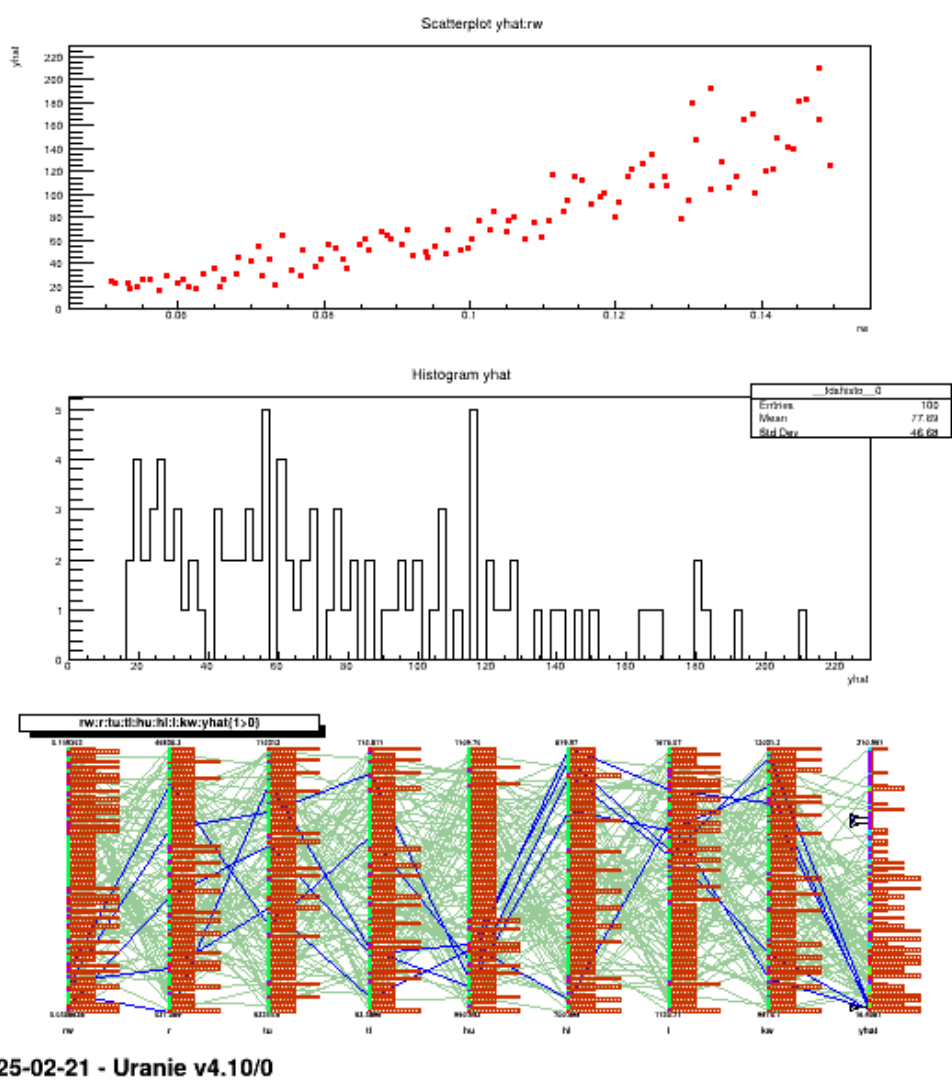 Scatterplot yhat:rw
yhat
220
200
180
160
140
120
100
80
60
40
20
0
0.06 0.08 0.1 0.12 0.14
rw
Histogram yhat
__tdshisto__0
Entries 100
Mean 77.89
Std Dev 46.68
5
4
3
2
1
0
0 20 40 60 80 100 120 140 160 180 200 220
yhat
rw:r:tu:tl:hu:hl:l:kw:yhat{1>0}
rw r tu tl hu hl l kw yhat
25-02-21 - Uranie v4.10/0